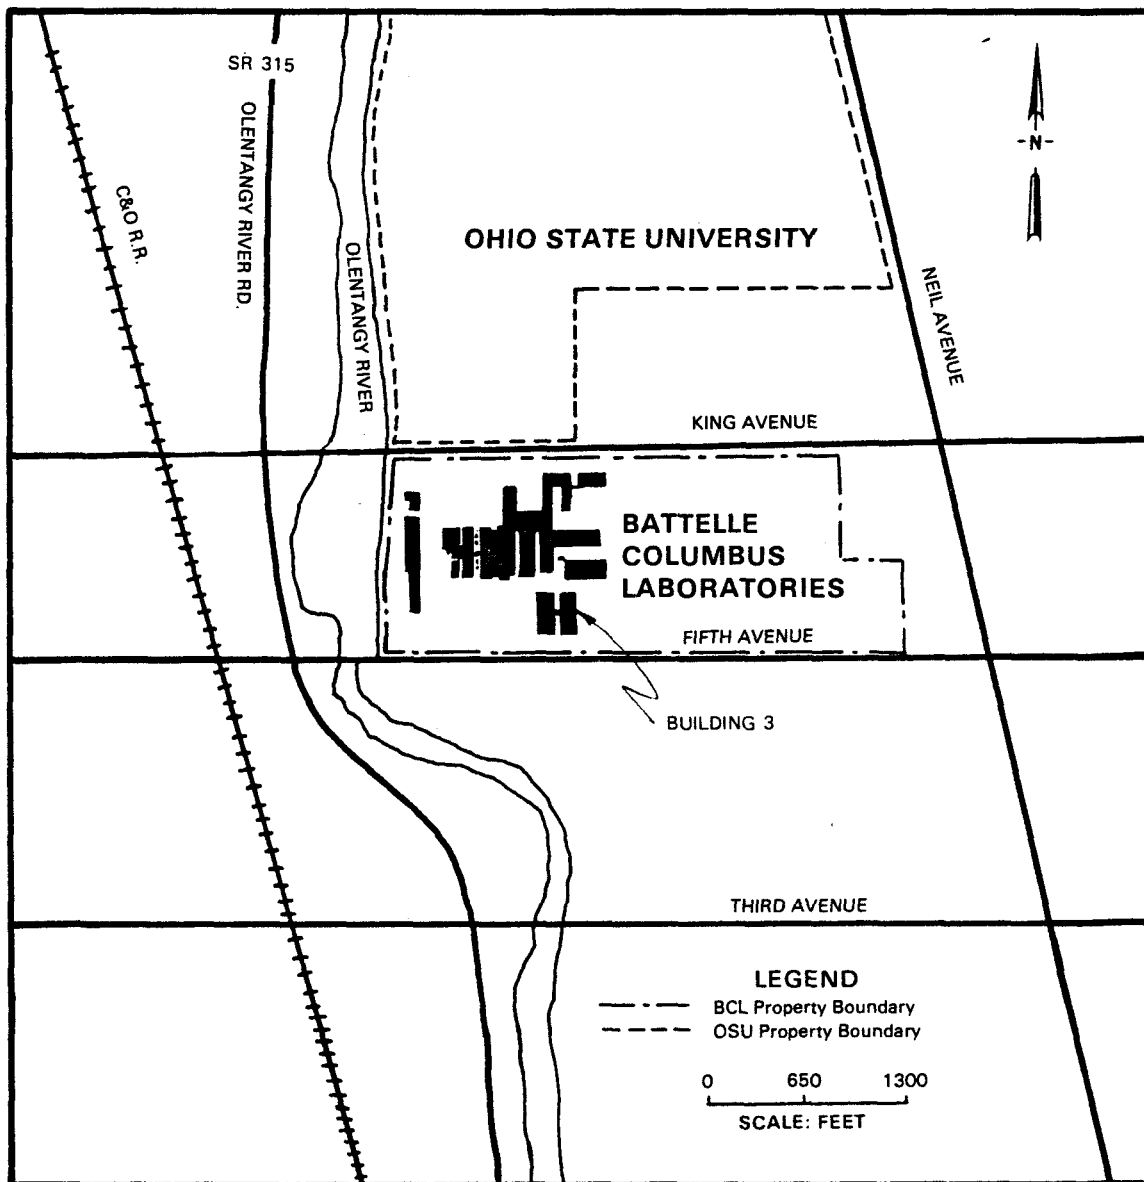 SR 315
OLENTANGY RIVER RD.
C&O R.R.
OLENTANGY RIVER
OHIO STATE UNIVERSITY
-N-
NEIL AVENUE
KING AVENUE
BATTELLE
COLUMBUS
LABORATORIES
FIFTH AVENUE
BUILDING 3
THIRD AVENUE
LEGEND
BCL Property Boundary
OSU Property Boundary
0 650 1300
SCALE: FEET